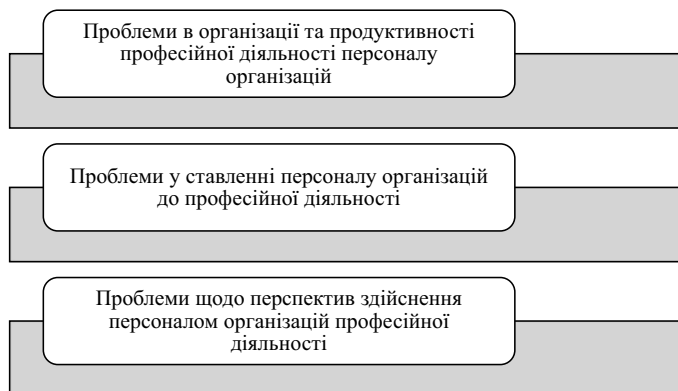 Проблеми в організації та продуктивності
професійної діяльності персоналу
організацій
Проблеми у ставленні персоналу організацій
до професійної діяльності
Проблеми щодо перспектив здійснення
персоналом організацій професійної
діяльності